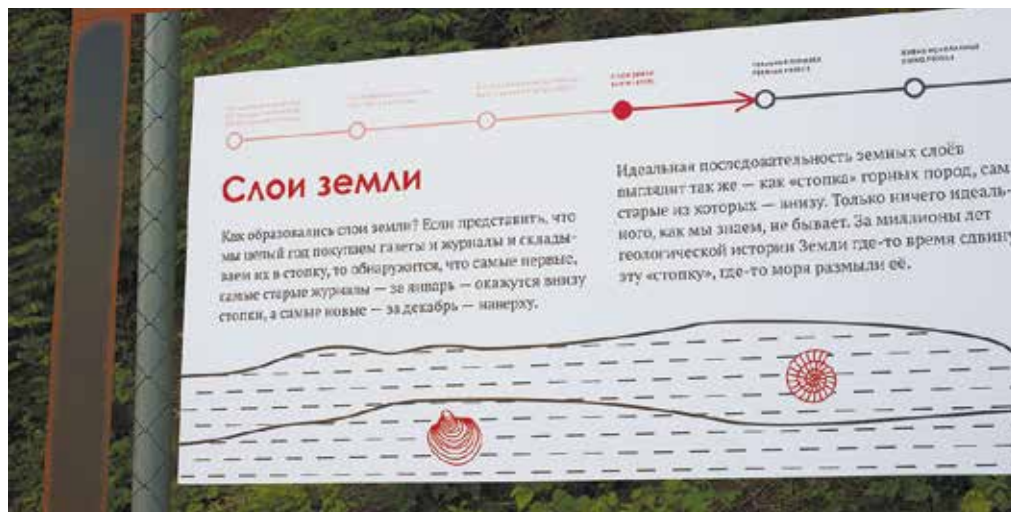 СЛОИ ЗЕМЛИ
Слои земли
Как образовались слои земли? Если представить, что
мы целый год покупаем газеты и журналы и склады-
ваем их в стопку, то обнаружится, что самые первые,
самые старые журналы — за январь — окажутся внизу
стопки, а самые новые — за декабрь — наверху.
Идеальная последовательность земных слоёв
выглядит так же — как «стопка» горных пород, сам
старые из которых — внизу. Только ничего идеаль-
ного, как мы знаем, не бывает. За миллионы лет
геологической истории Земли где-то время сдвину
эту «стопку», где-то моря размыли её.